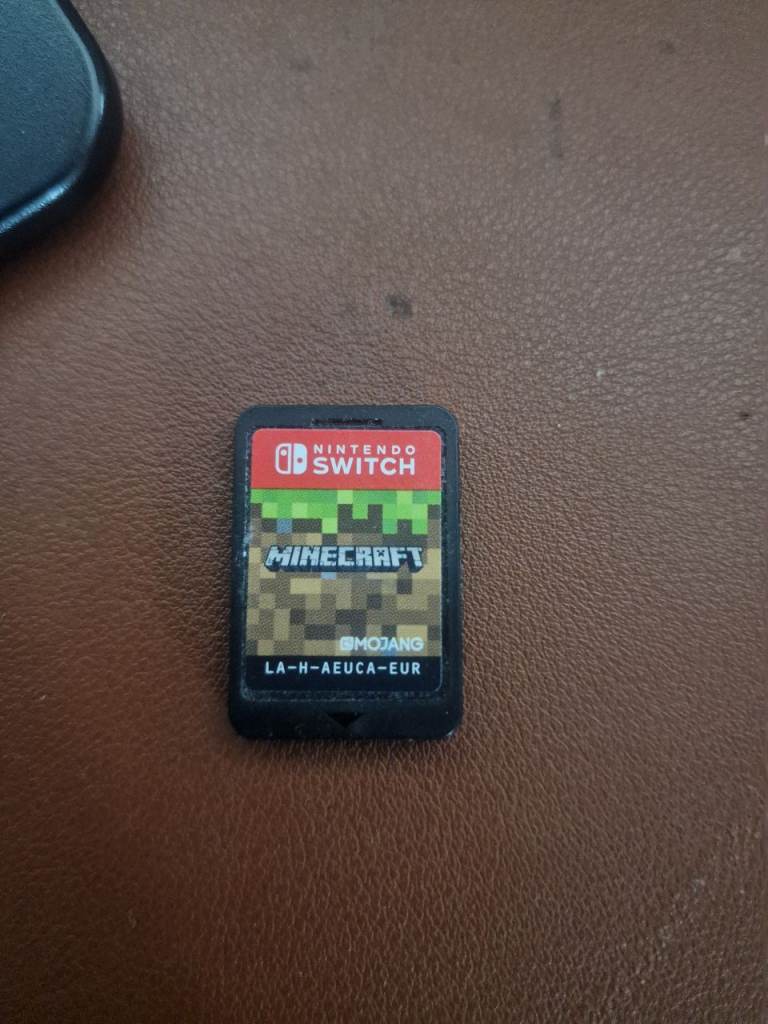 NINTENDO
SWITCH
MINECRAFT
MOJANG
LA-H-AEUCA-EUR